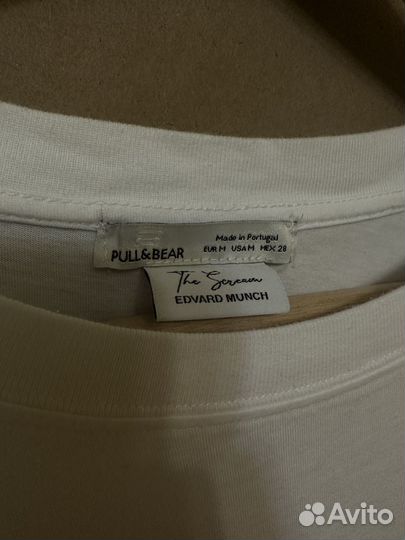 Made in Portugal
PULL&BEAR
EUR M USA M MEX 28
The Scream
EDVARD MUNCH
Avito